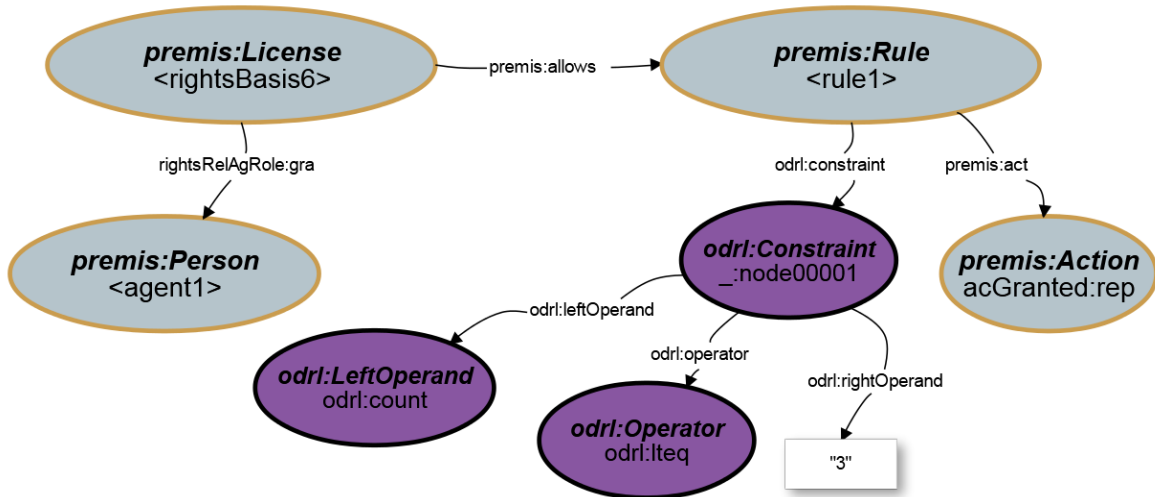 premis:License
<rightsBasis6>
premis:allows
premis:Rule
<rule1>
rightsRelAgRole:gra
odrl:constraint
premis:act
premis:Person
<agent1>
odrl:Constraint
_:node00001
premis:Action
acGranted:rep
odrl:leftOperand
odrl:operator
odrl:rightOperand
odrl:LeftOperand
odrl:count
odrl:Operator
odrl:lteq
"3"